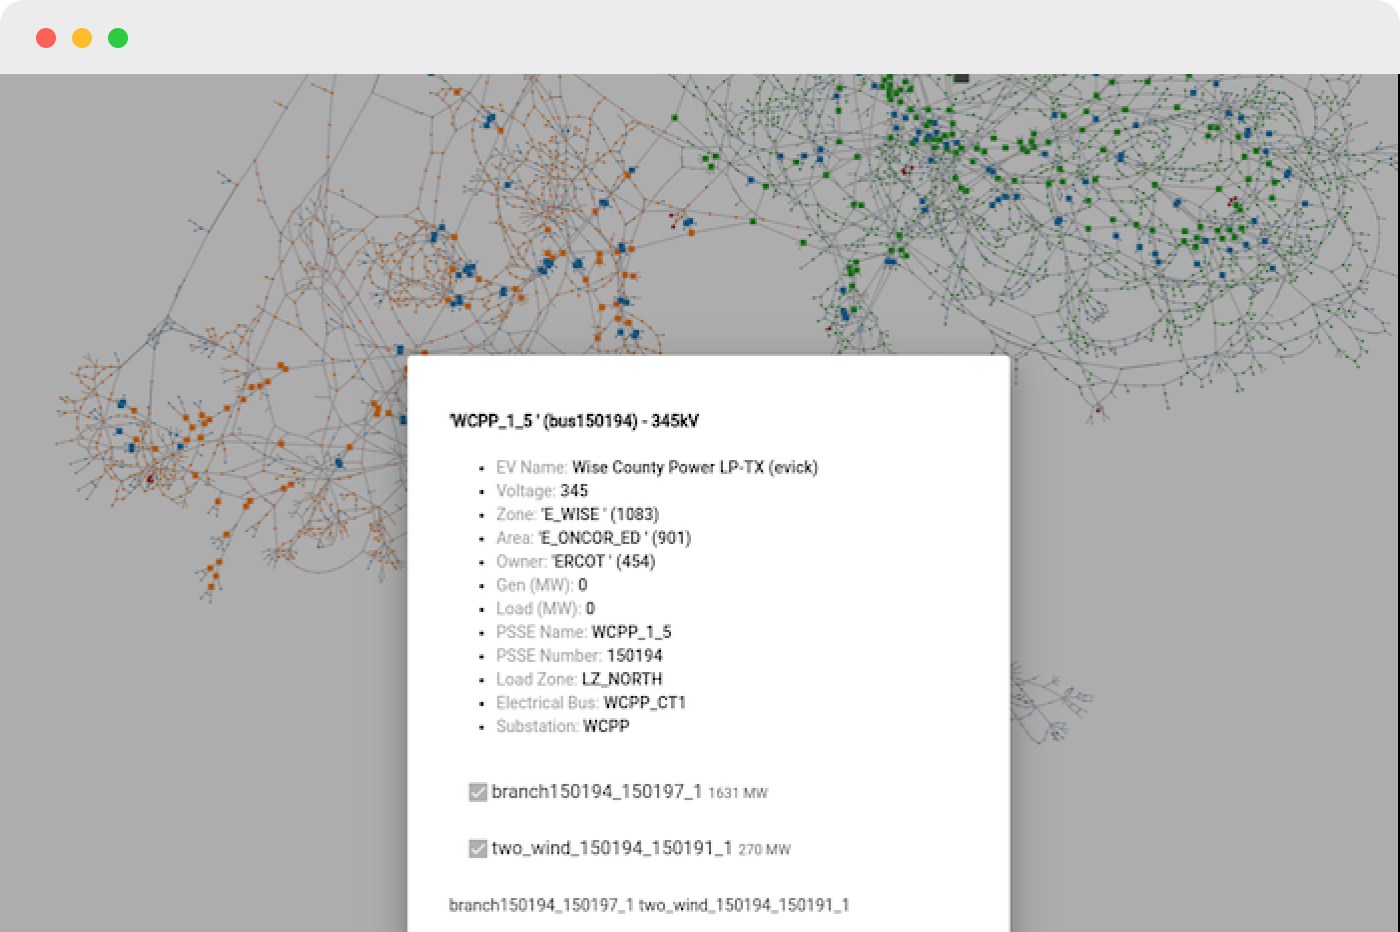 'WCPP_1_5 ' (bus150194) - 345kV
EV Name: Wise County Power LP-TX (evick)
Voltage: 345
Zone: 'E_WISE ' (1083)
Area: 'E_ONCOR_ED ' (901)
Owner: 'ERCOT ' (454)
Gen (MW): 0
Load (MW): 0
PSSE Name: WCPP_1_5
PSSE Number: 150194
Load Zone: LZ_NORTH
Electrical Bus: WCPP_CT1
Substation: WCPP
branch150194_150197_1 1631 MW
two_wind_150194_150191_1 270 MW
branch150194_150197_1 two_wind_150194_150191_1